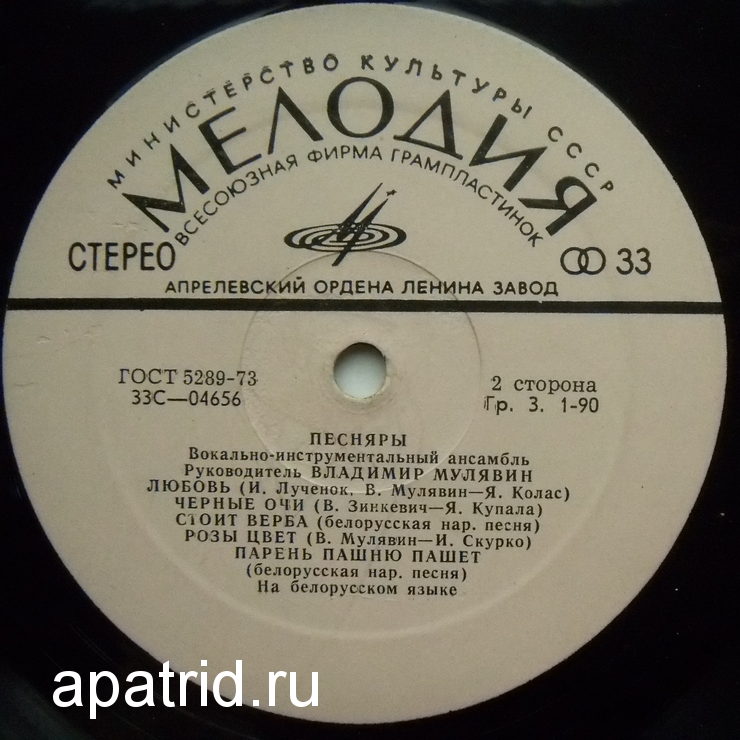 МИНИСТЕРСТВО КУЛЬТУРЫ СССР
МЕЛОДИЯ
ВСЕСОЮЗНАЯ ФИРМА ГРАМПЛАСТИНОК
СТЕРЕО
33
АПРЕЛЕВСКИЙ ОРДЕНА ЛЕНИНА ЗАВОД
ГОСТ 5289-73
2 сторона
33С—04656
Гр. 3. 1-90
ПЕСНЯРЫ
Вокально-инструментальный ансамбль
Руководитель ВЛАДИМИР МУЛЯВИН
ЛЮБОВЬ (И. Лученок, В. Мулявин—Я. Колас)
ЧЕРНЫЕ ОЧИ (В. Зинкевич—Я. Купала)
СТОИТ ВЕРБА (белорусская нар. песня)
РОЗЫ ЦВЕТ (В. Мулявин—И. Скурко)
ПАРЕНЬ ПАШНЮ ПАШЕТ
(белорусская нар. песня)
На белорусском языке
apatrid.ru